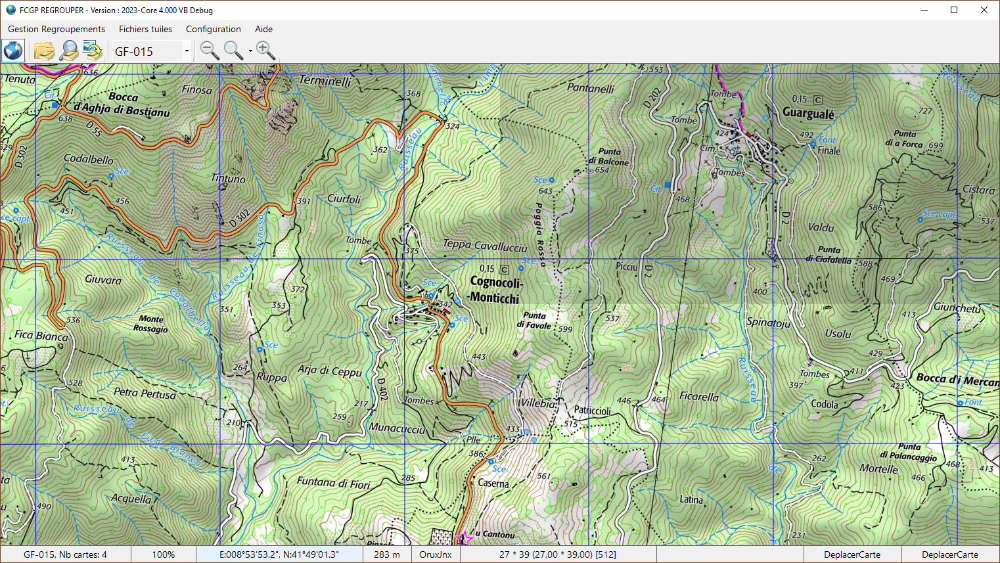 FCGP REGROUPER - Version : 2023-Core 4.000 VB Debug
Gestion Regroupements Fichiers tuiles Configuration Aide
GF-015
Tenuta
636
Finosa
Terminelli
368
Pantanelli
553
D 202
Tombe
0,15 C
Guargualé
727
Ruisseau
Cit.
Bocca
d'Aghja di Bastianu
638
D 55
324
Tombe
424
492
Font.
Finale
Punta
di a Forca
699
629
D 302
Codalbello
Sce
362
Ruisseau
Punta
di Balcone
654
Cim.
Tombes
Tintuno
Sce
643
Cit.
468
Cistara
456
391
Ciurfoli
451
D 302
Poggio Rosso
D2
586
Sce capt.
537
Sce capt.
Ruisseau de Finosa
Valdu
Tombe
375
Teppa Cavallucciu
Punta
di Ciafalella
588
Ruisseau de Codalbello
0,15 C
Sce
Picciu
D2
Cognocoli-
-Monticchi
Giuvara
372
Sce
342
400
469
351
353
Giunchetu
413
536
Monte
Rossagio
Sce
Punta
di Favale
599
537
Spinatoju
Usolu
Fica Bianca
Sce
443
429
264
Ruppa
Arja di Ceppu
500
Ruisseau
Tombes
411
397
423
Bocca di Mercan
528
Petra Pertusa
D 402
Tombes
Villebia
446
464
Ficarella
Codola
Font.
Ruisseau de Fica Bianca
217
259
Patriccioli
210
Munacucciu
433
515
Plle
386
413
Sce
262
Punta
di Palancaggio
468
413
285
561
de
Mortelle
466
Funtana di Fiori
Caserna
Acquella
490
Latina
u Cantonu
231
GF-015, Nb cartes: 4 100% E:008°53'53.2", N:41°49'01.3" 283 m OruxJnx 27 * 39 (27,00 * 39,00) [512] DeplacerCarte DeplacerCarte